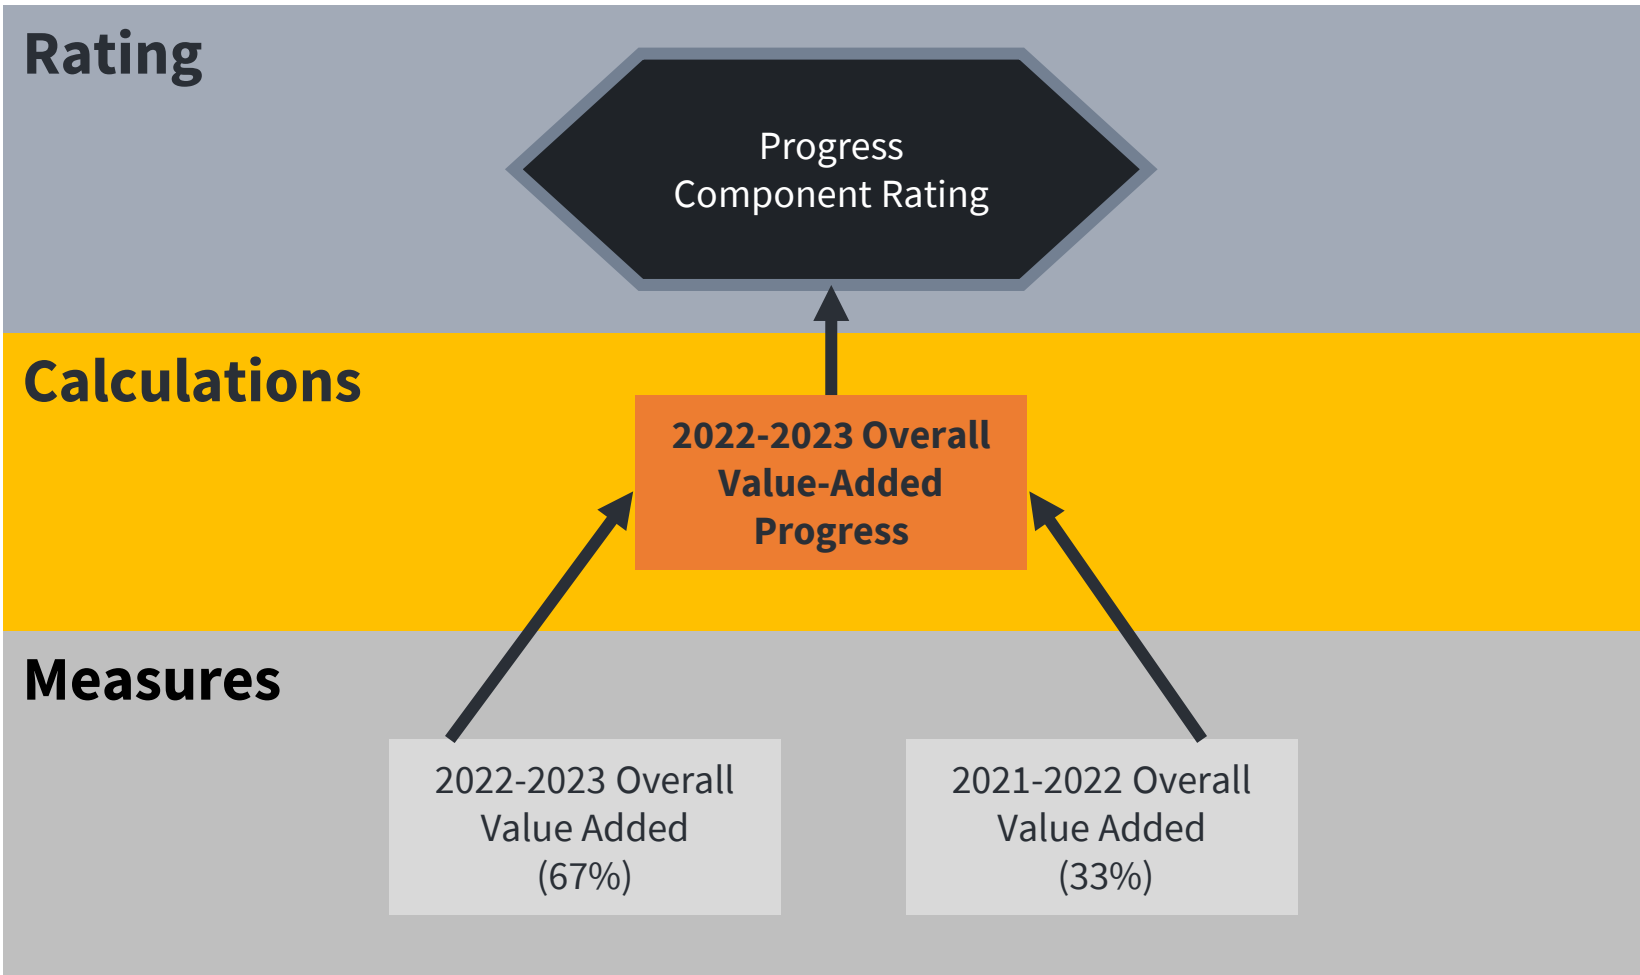 Rating
Progress
Component Rating
Calculations
2022-2023 Overall
Value-Added
Progress
Measures
2022-2023 Overall
Value Added
(67%)
2021-2022 Overall
Value Added
(33%)